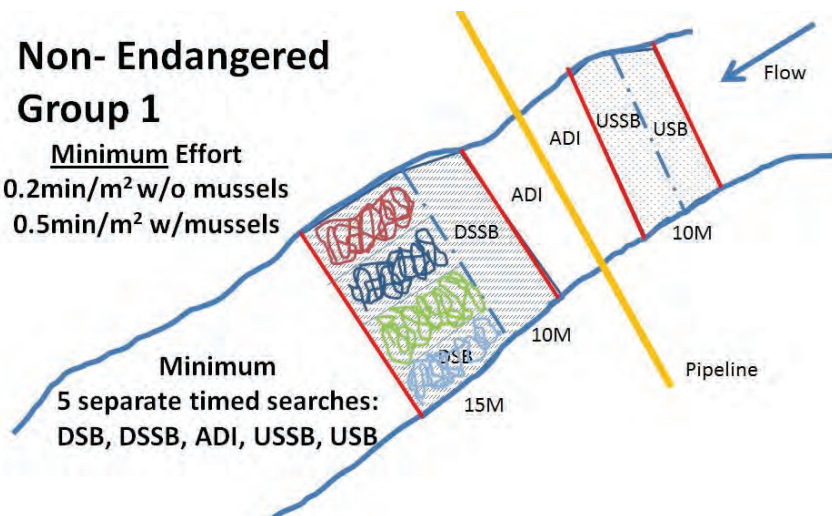 Non- Endangered
Group 1
Minimum Effort
0.2min/m² w/o mussels
0.5min/m² w/mussels
Flow
USSB
USB
ADI
ADI
DSSB
10M
10M
DSB
15M
Pipeline
Minimum
5 separate timed searches:
DSB, DSSB, ADI, USSB, USB